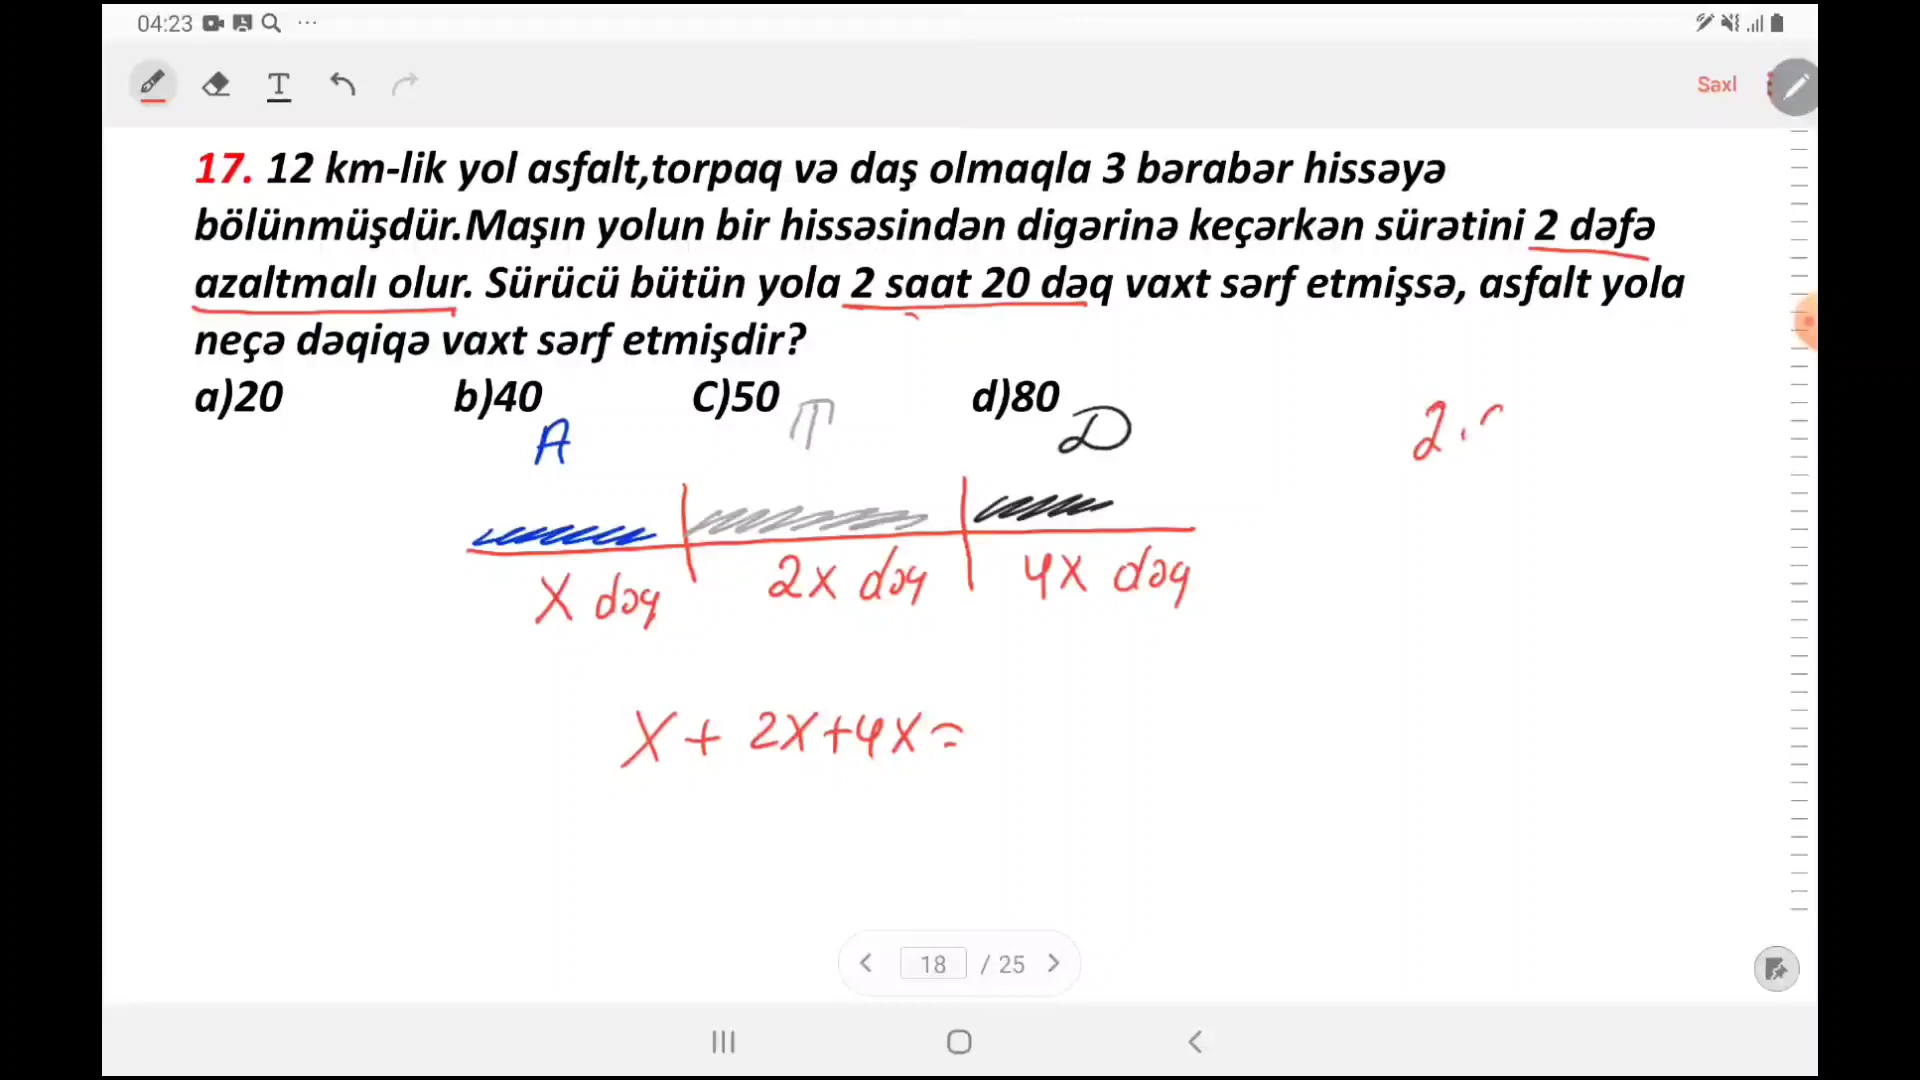 04:23
Saxl
17. 12 km-lik yol asfalt,torpaq və daş olmaqla 3 bərabər hissəyə
bölünmüşdür.Maşın yolun bir hissəsindən digərinə keçərkən sürətini 2 dəfə
azaltmalı olur. Sürücü bütün yola 2 saat 20 dəq vaxt sərf etmişsə, asfalt yola
neçə dəqiqə vaxt sərf etmişdir?
a)20 b)40 C)50 d)80
A T D
2.
X dəq 2x dəq 4x dəq
X + 2X+4X=
18 / 25